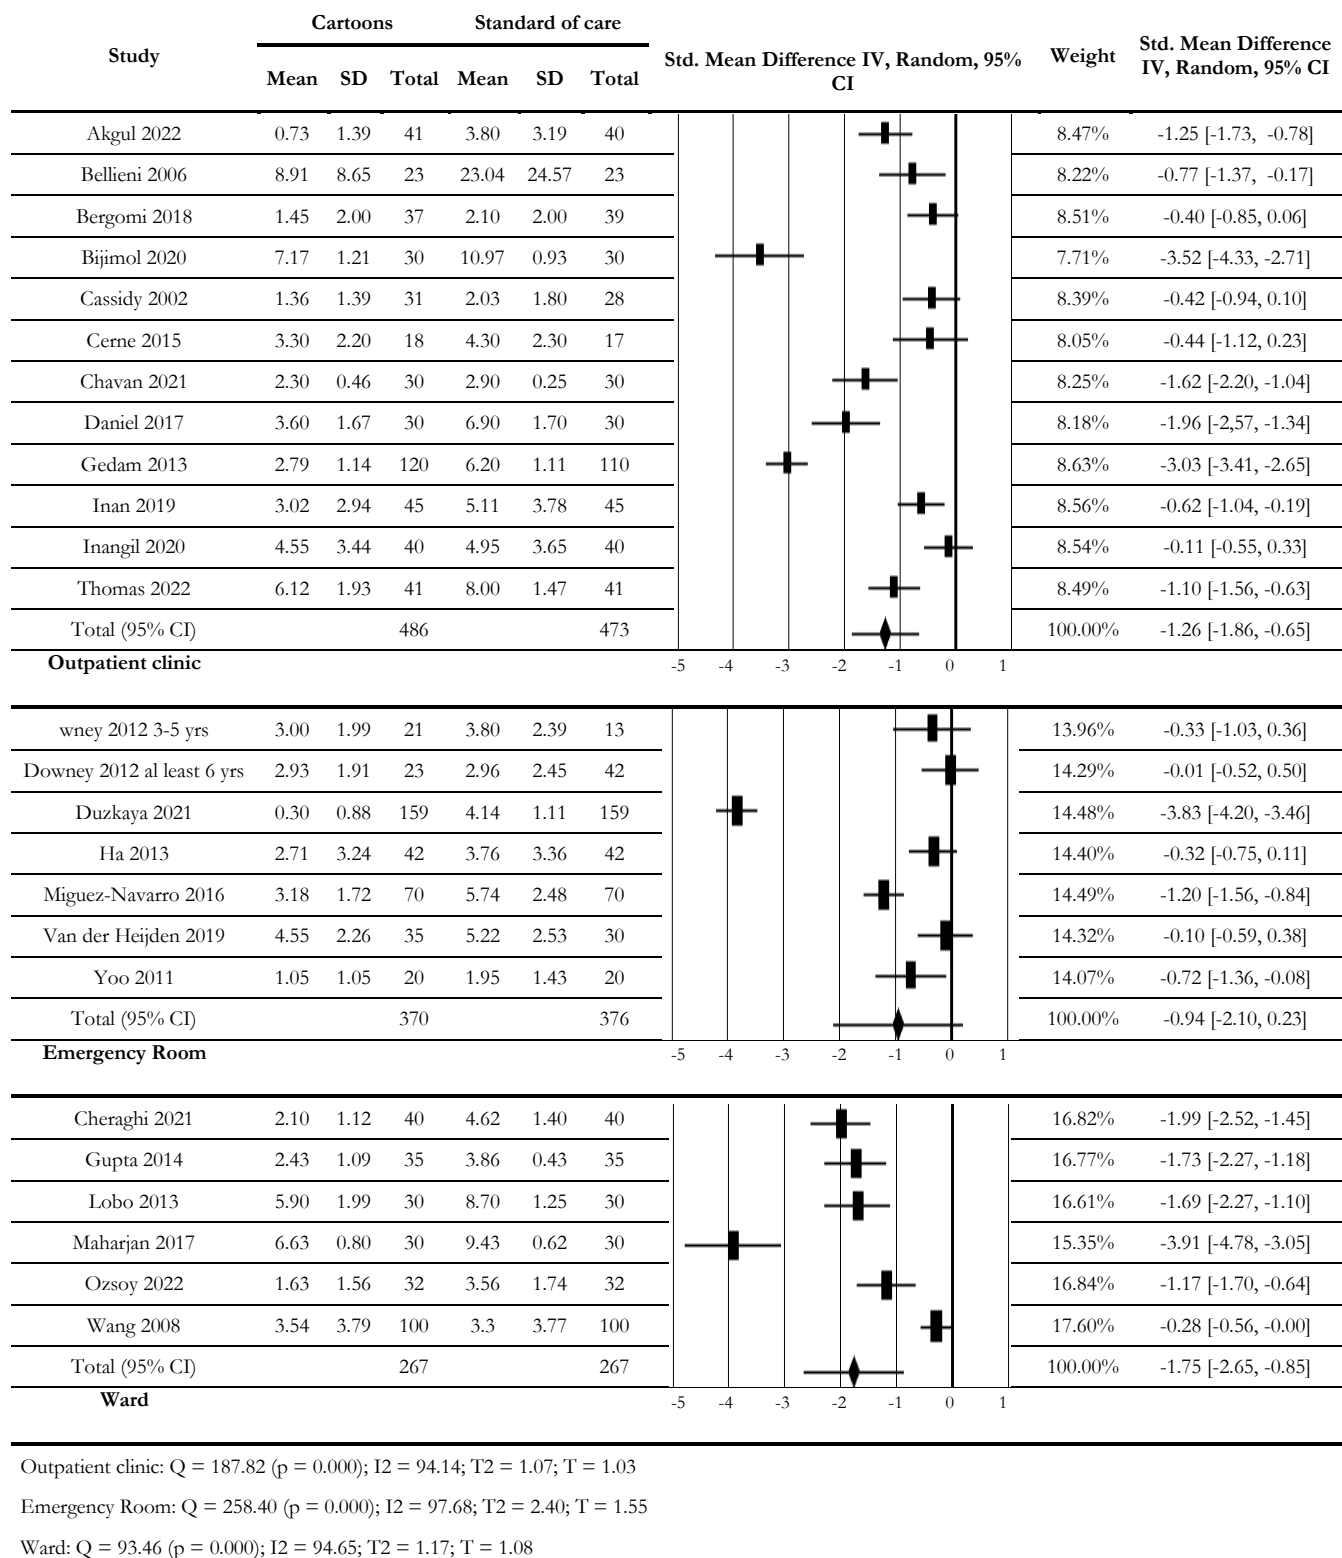 Study Cartoons Standard of care Std. Mean Difference IV, Random, 95% CI Weight Std. Mean Difference IV, Random, 95% CI
Mean SD Total Mean SD Total
Akgul 2022 0.73 1.39 41 3.80 3.19 40 8.47% -1.25 [-1.73, -0.78]
Bellieni 2006 8.91 8.65 23 23.04 24.57 23 8.22% -0.77 [-1.37, -0.17]
Bergomi 2018 1.45 2.00 37 2.10 2.00 39 8.51% -0.40 [-0.85, 0.06]
Bijimol 2020 7.17 1.21 30 10.97 0.93 30 7.71% -3.52 [-4.33, -2.71]
Cassidy 2002 1.36 1.39 31 2.03 1.80 28 8.39% -0.42 [-0.94, 0.10]
Cerne 2015 3.30 2.20 18 4.30 2.30 17 8.05% -0.44 [-1.12, 0.23]
Chavan 2021 2.30 0.46 30 2.90 0.25 30 8.25% -1.62 [-2.20, -1.04]
Daniel 2017 3.60 1.67 30 6.90 1.70 30 8.18% -1.96 [-2,57, -1.34]
Gedam 2013 2.79 1.14 120 6.20 1.11 110 8.63% -3.03 [-3.41, -2.65]
Inan 2019 3.02 2.94 45 5.11 3.78 45 8.56% -0.62 [-1.04, -0.19]
Inangil 2020 4.55 3.44 40 4.95 3.65 40 8.54% -0.11 [-0.55, 0.33]
Thomas 2022 6.12 1.93 41 8.00 1.47 41 8.49% -1.10 [-1.56, -0.63]
Total (95% CI) 486 473 100.00% -1.26 [-1.86, -0.65]
Outpatient clinic -5 -4 -3 -2 -1 0 1
wney 2012 3-5 yrs 3.00 1.99 21 3.80 2.39 13 13.96% -0.33 [-1.03, 0.36]
Downey 2012 al least 6 yrs 2.93 1.91 23 2.96 2.45 42 14.29% -0.01 [-0.52, 0.50]
Duzkaya 2021 0.30 0.88 159 4.14 1.11 159 14.48% -3.83 [-4.20, -3.46]
Ha 2013 2.71 3.24 42 3.76 3.36 42 14.40% -0.32 [-0.75, 0.11]
Miguez-Navarro 2016 3.18 1.72 70 5.74 2.48 70 14.49% -1.20 [-1.56, -0.84]
Van der Heijden 2019 4.55 2.26 35 5.22 2.53 30 14.32% -0.10 [-0.59, 0.38]
Yoo 2011 1.05 1.05 20 1.95 1.43 20 14.07% -0.72 [-1.36, -0.08]
Total (95% CI) 370 376 100.00% -0.94 [-2.10, 0.23]
Emergency Room -5 -4 -3 -2 -1 0 1
Cheraghi 2021 2.10 1.12 40 4.62 1.40 40 16.82% -1.99 [-2.52, -1.45]
Gupta 2014 2.43 1.09 35 3.86 0.43 35 16.77% -1.73 [-2.27, -1.18]
Lobo 2013 5.90 1.99 30 8.70 1.25 30 16.61% -1.69 [-2.27, -1.10]
Maharjan 2017 6.63 0.80 30 9.43 0.62 30 15.35% -3.91 [-4.78, -3.05]
Ozsoy 2022 1.63 1.56 32 3.56 1.74 32 16.84% -1.17 [-1.70, -0.64]
Wang 2008 3.54 3.79 100 3.3 3.77 100 17.60% -0.28 [-0.56, -0.00]
Total (95% CI) 267 267 100.00% -1.75 [-2.65, -0.85]
Ward -5 -4 -3 -2 -1 0 1
Outpatient clinic: Q = 187.82 (p = 0.000); I2 = 94.14; T2 = 1.07; T = 1.03
Emergency Room: Q = 258.40 (p = 0.000); I2 = 97.68; T2 = 2.40; T = 1.55
Ward: Q = 93.46 (p = 0.000); I2 = 94.65; T2 = 1.17; T = 1.08